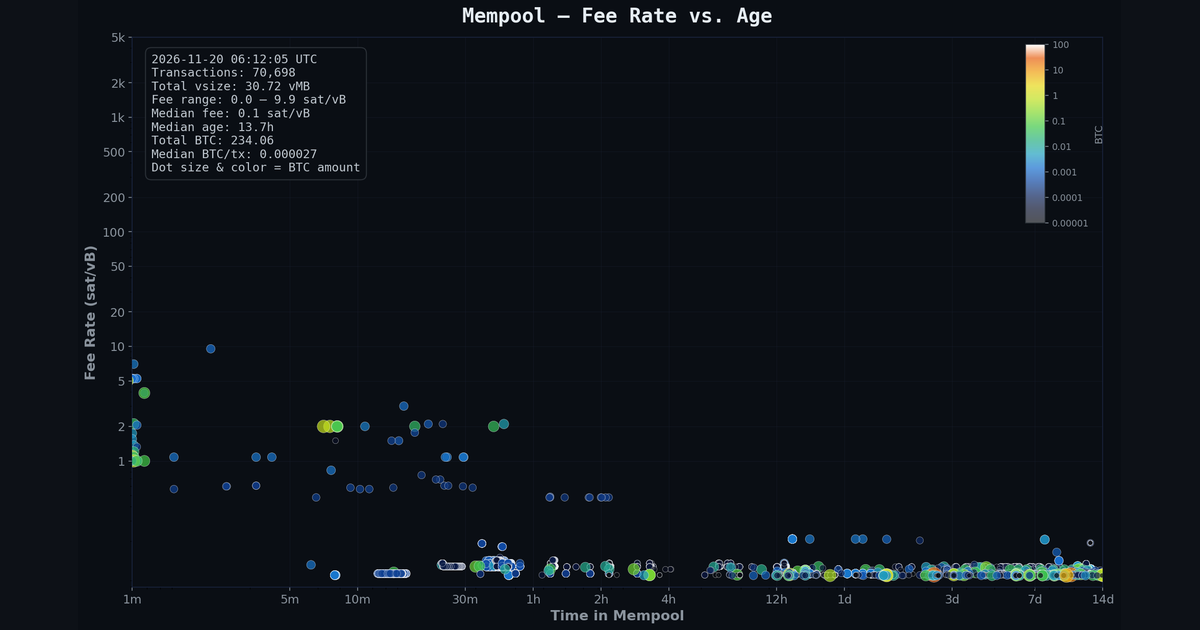 Mempool — Fee Rate vs. Age
2026-11-20 06:12:05 UTC
Transactions: 70,698
Total vsize: 30.72 vMB
Fee range: 0.0 — 9.9 sat/vB
Median fee: 0.1 sat/vB
Median age: 13.7h
Total BTC: 234.06
Median BTC/tx: 0.000027
Dot size & color = BTC amount
5k
2k
1k
500
200
100
50
20
10
5
2
1
Fee Rate (sat/vB)
100
10
1
0.1
0.01
0.001
0.0001
0.00001
BTC
1m
5m
10m
30m
1h
2h
4h
12h
1d
3d
7d
14d
Time in Mempool